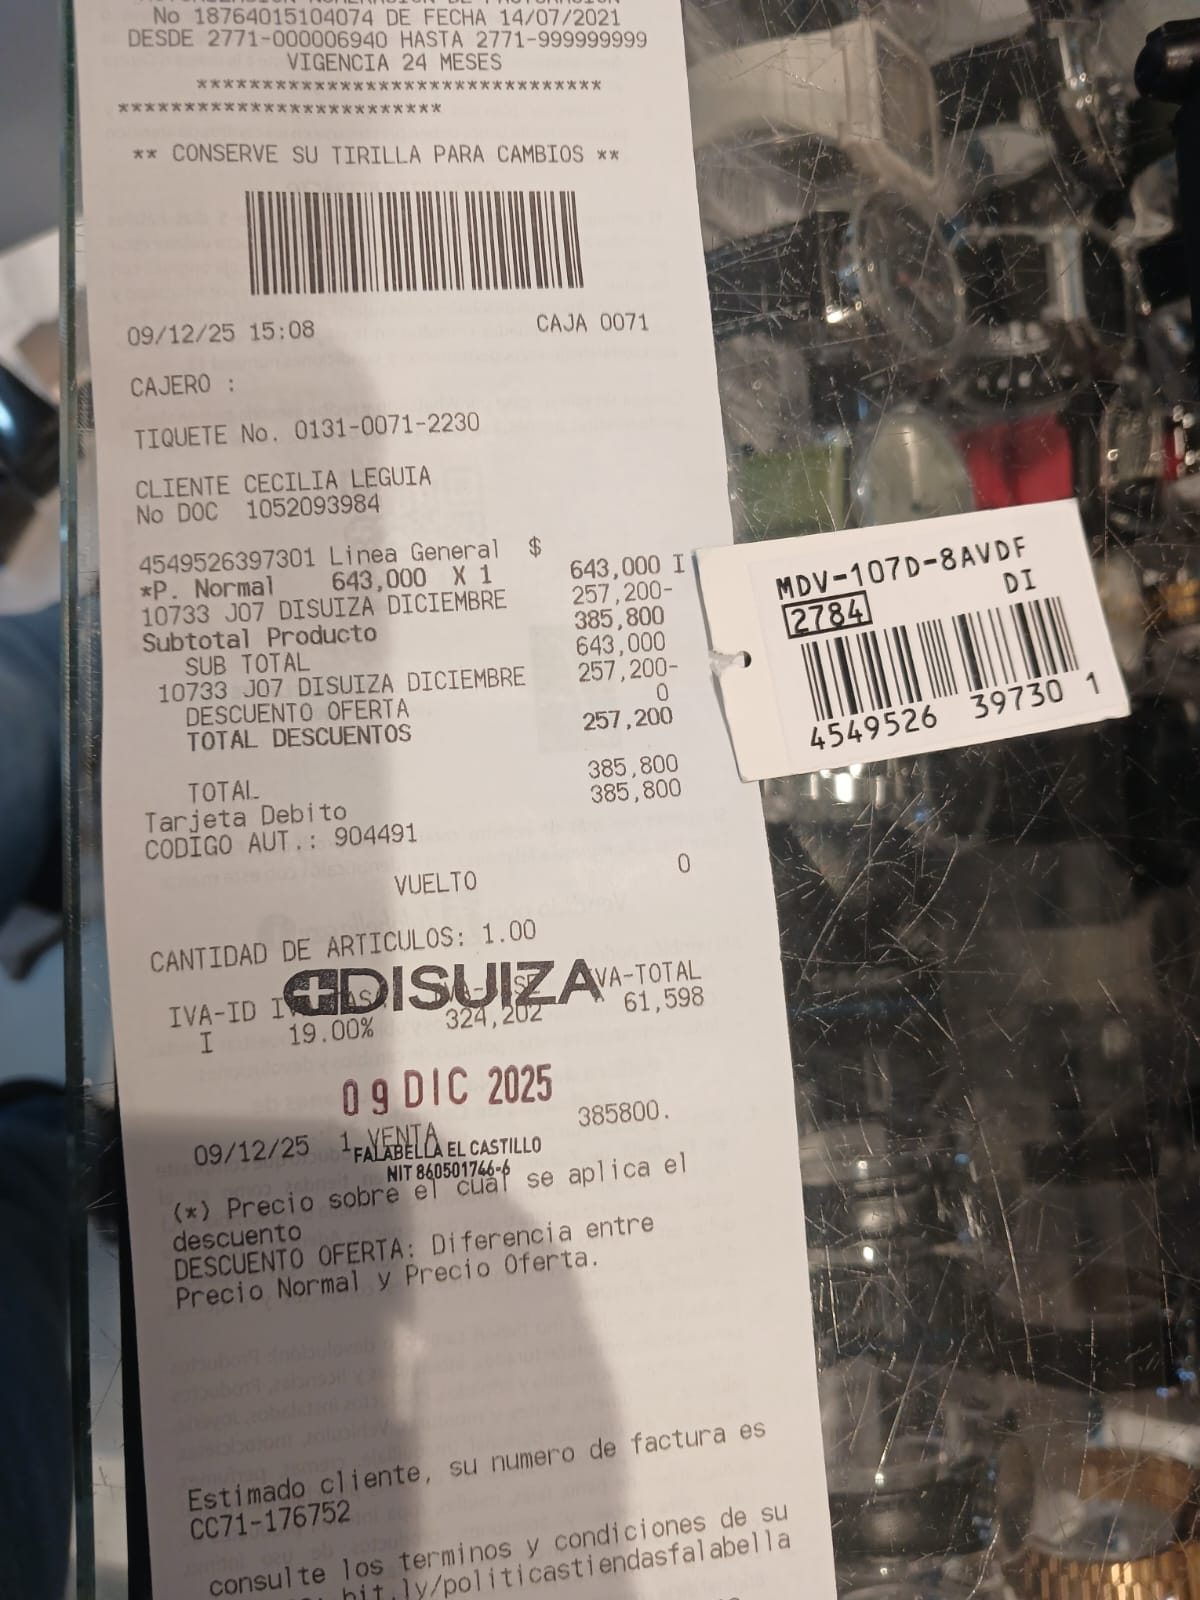 No 18764015104074 DE FECHA 14/07/2021
DESDE 2771-000006940 HASTA 2771-999999999
VIGENCIA 24 MESES
*******************************
*************************
** CONSERVE SU TIRILLA PARA CAMBIOS **
09/12/25 15:08 CAJA 0071
CAJERO :
TIQUETE No. 0131-0071-2230
CLIENTE CECILIA LEGUIA
No DOC 1052093984
4549526397301 Linea General $
*P. Normal 643,000 X 1 643,000 I
10733 J07 DISUIZA DICIEMBRE 257,200-
Subtotal Producto 385,800
SUB TOTAL 643,000
10733 J07 DISUIZA DICIEMBRE 257,200-
DESCUENTO OFERTA 0
TOTAL DESCUENTOS 257,200
TOTAL 385,800
Tarjeta Debito 385,800
CODIGO AUT.: 904491
VUELTO 0
CANTIDAD DE ARTICULOS: 1.00
DISUIZA
IVA-ID VA-TOTAL
I 19.00% 324,202 61,598
09 DIC 2025
385800.
09/12/25 1 VENTA
FALABELLA EL CASTILLO
NIT 860501746-6
(*) Precio sobre el cual se aplica el
descuento
DESCUENTO OFERTA: Diferencia entre
Precio Normal y Precio Oferta.
Estimado cliente, su numero de factura es
CC71-176752
consulte los terminos y condiciones de su
bit.ly/politicastiendasfalabella
MDV-107D-8AVDF
2784 DI
4549526 39730 1